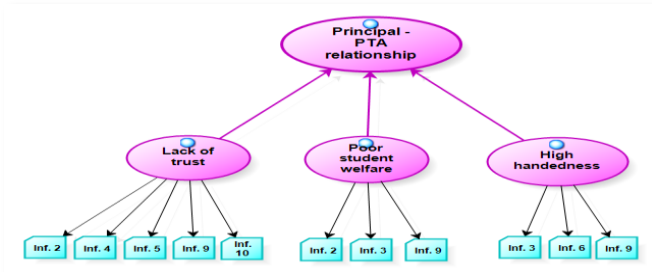 Principal -
PTA
relationship
Lack of
trust
Poor
student
welfare
High
handedness
Inf. 2
Inf. 4
Inf. 5
Inf. 9
Inf.
10
Inf. 2
Inf. 3
Inf. 9
Inf. 3
Inf. 6
Inf. 9